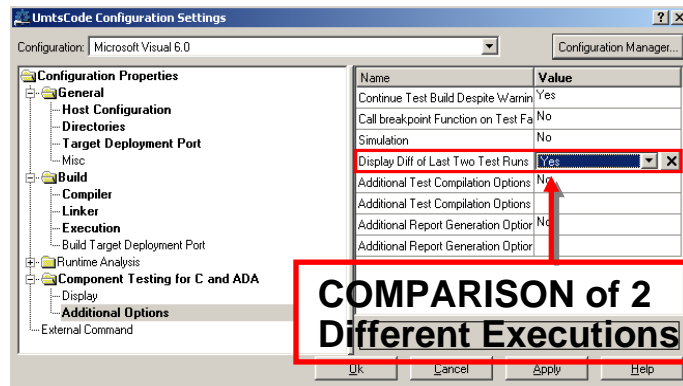 UmtsCode Configuration Settings
Configuration: Microsoft Visual 6.0
Configuration Manager...
Configuration Properties
General
Host Configuration
Directories
Target Deployment Port
Misc
Build
Compiler
Linker
Execution
Build Target Deployment Port
Runtime Analysis
Component Testing for C and ADA
Display
Additional Options
External Command
Name Value
Continue Test Build Despite Warnin Yes
Call breakpoint Function on Test Fa No
Simulation No
Display Diff of Last Two Test Runs Yes
Additional Test Compilation Options No
Additional Test Compilation Options
Additional Report Generation Option No
Additional Report Generation Option
COMPARISON of 2
Different Executions
Ok Cancel Apply Help